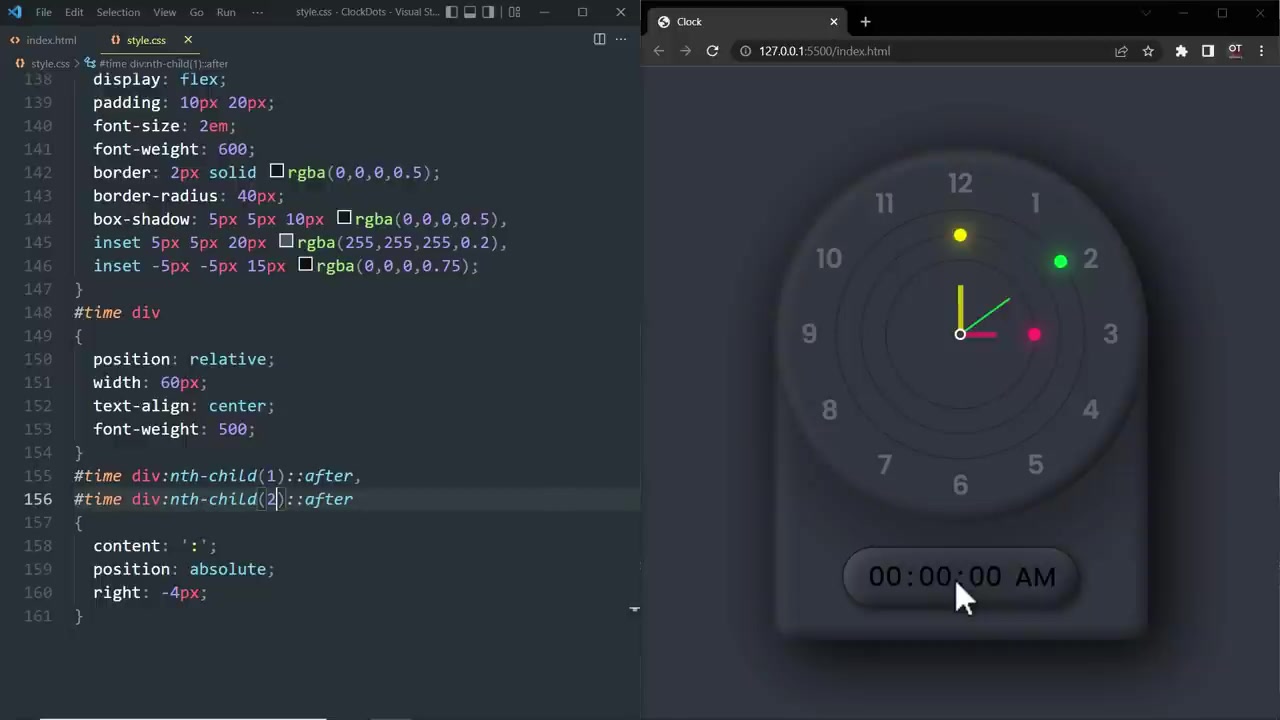 File Edit Selection View Go Run ··· style.css - ClockDots - Visual St...
index.html style.css
style.css > #time div:nth-child(1)::after
138 display: flex;
139 padding: 10px 20px;
140 font-size: 2em;
141 font-weight: 600;
142 border: 2px solid rgba(0,0,0,0.5);
143 border-radius: 40px;
144 box-shadow: 5px 5px 10px rgba(0,0,0,0.5),
145 inset 5px 5px 20px rgba(255,255,255,0.2),
146 inset -5px -5px 15px rgba(0,0,0,0.75);
147 }
148 #time div
149 {
150 position: relative;
151 width: 60px;
152 text-align: center;
153 font-weight: 500;
154 }
155 #time div:nth-child(1)::after,
156 #time div:nth-child(2)::after
157 {
158 content: ':';
159 position: absolute;
160 right: -4px;
161 }
Clock
127.0.0.1:5500/index.html
OT
12
11 1
10 2
9 3
8 4
7 5
6
00:00:00 AM